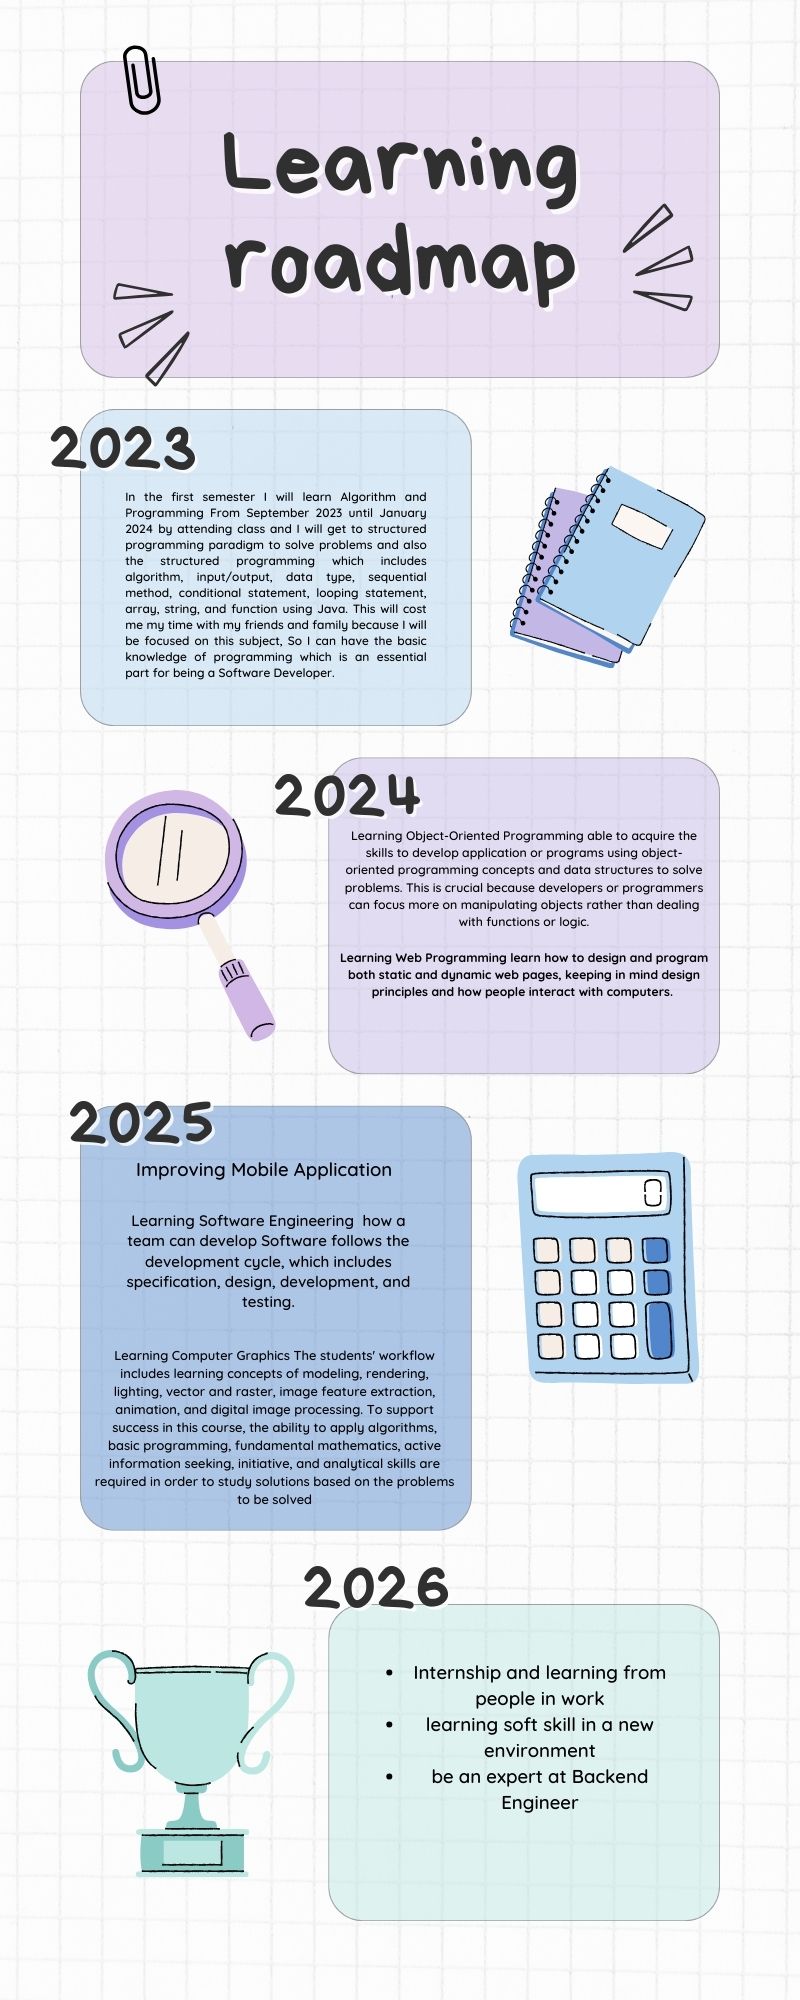 Learning
roadmap
2023
In the first semester I will learn Algorithm and
Programming From September 2023 until January
2024 by attending class and I will get to structured
programming paradigm to solve problems and also
the structured programming which includes
algorithm, input/output, data type, sequential
method, conditional statement, looping statement,
array, string, and function using Java. This will cost
me my time with my friends and family because I will
be focused on this subject, So I can have the basic
knowledge of programming which is an essential
part for being a Software Developer.
2024
Learning Object-Oriented Programming able to acquire the
skills to develop application or programs using object-
oriented programming concepts and data structures to solve
problems. This is crucial because developers or programmers
can focus more on manipulating objects rather than dealing
with functions or logic.
Learning Web Programming learn how to design and program
both static and dynamic web pages, keeping in mind design
principles and how people interact with computers.
2025
Improving Mobile Application
Learning Software Engineering  how a
team can develop Software follows the
development cycle, which includes
specification, design, development, and
testing.
Learning Computer Graphics The students' workflow
includes learning concepts of modeling, rendering,
lighting, vector and raster, image feature extraction,
animation, and digital image processing. To support
success in this course, the ability to apply algorithms,
basic programming, fundamental mathematics, active
information seeking, initiative, and analytical skills are
required in order to study solutions based on the problems
to be solved
0
2026
• Internship and learning from
people in work
• learning soft skill in a new
environment
• be an expert at Backend
Engineer